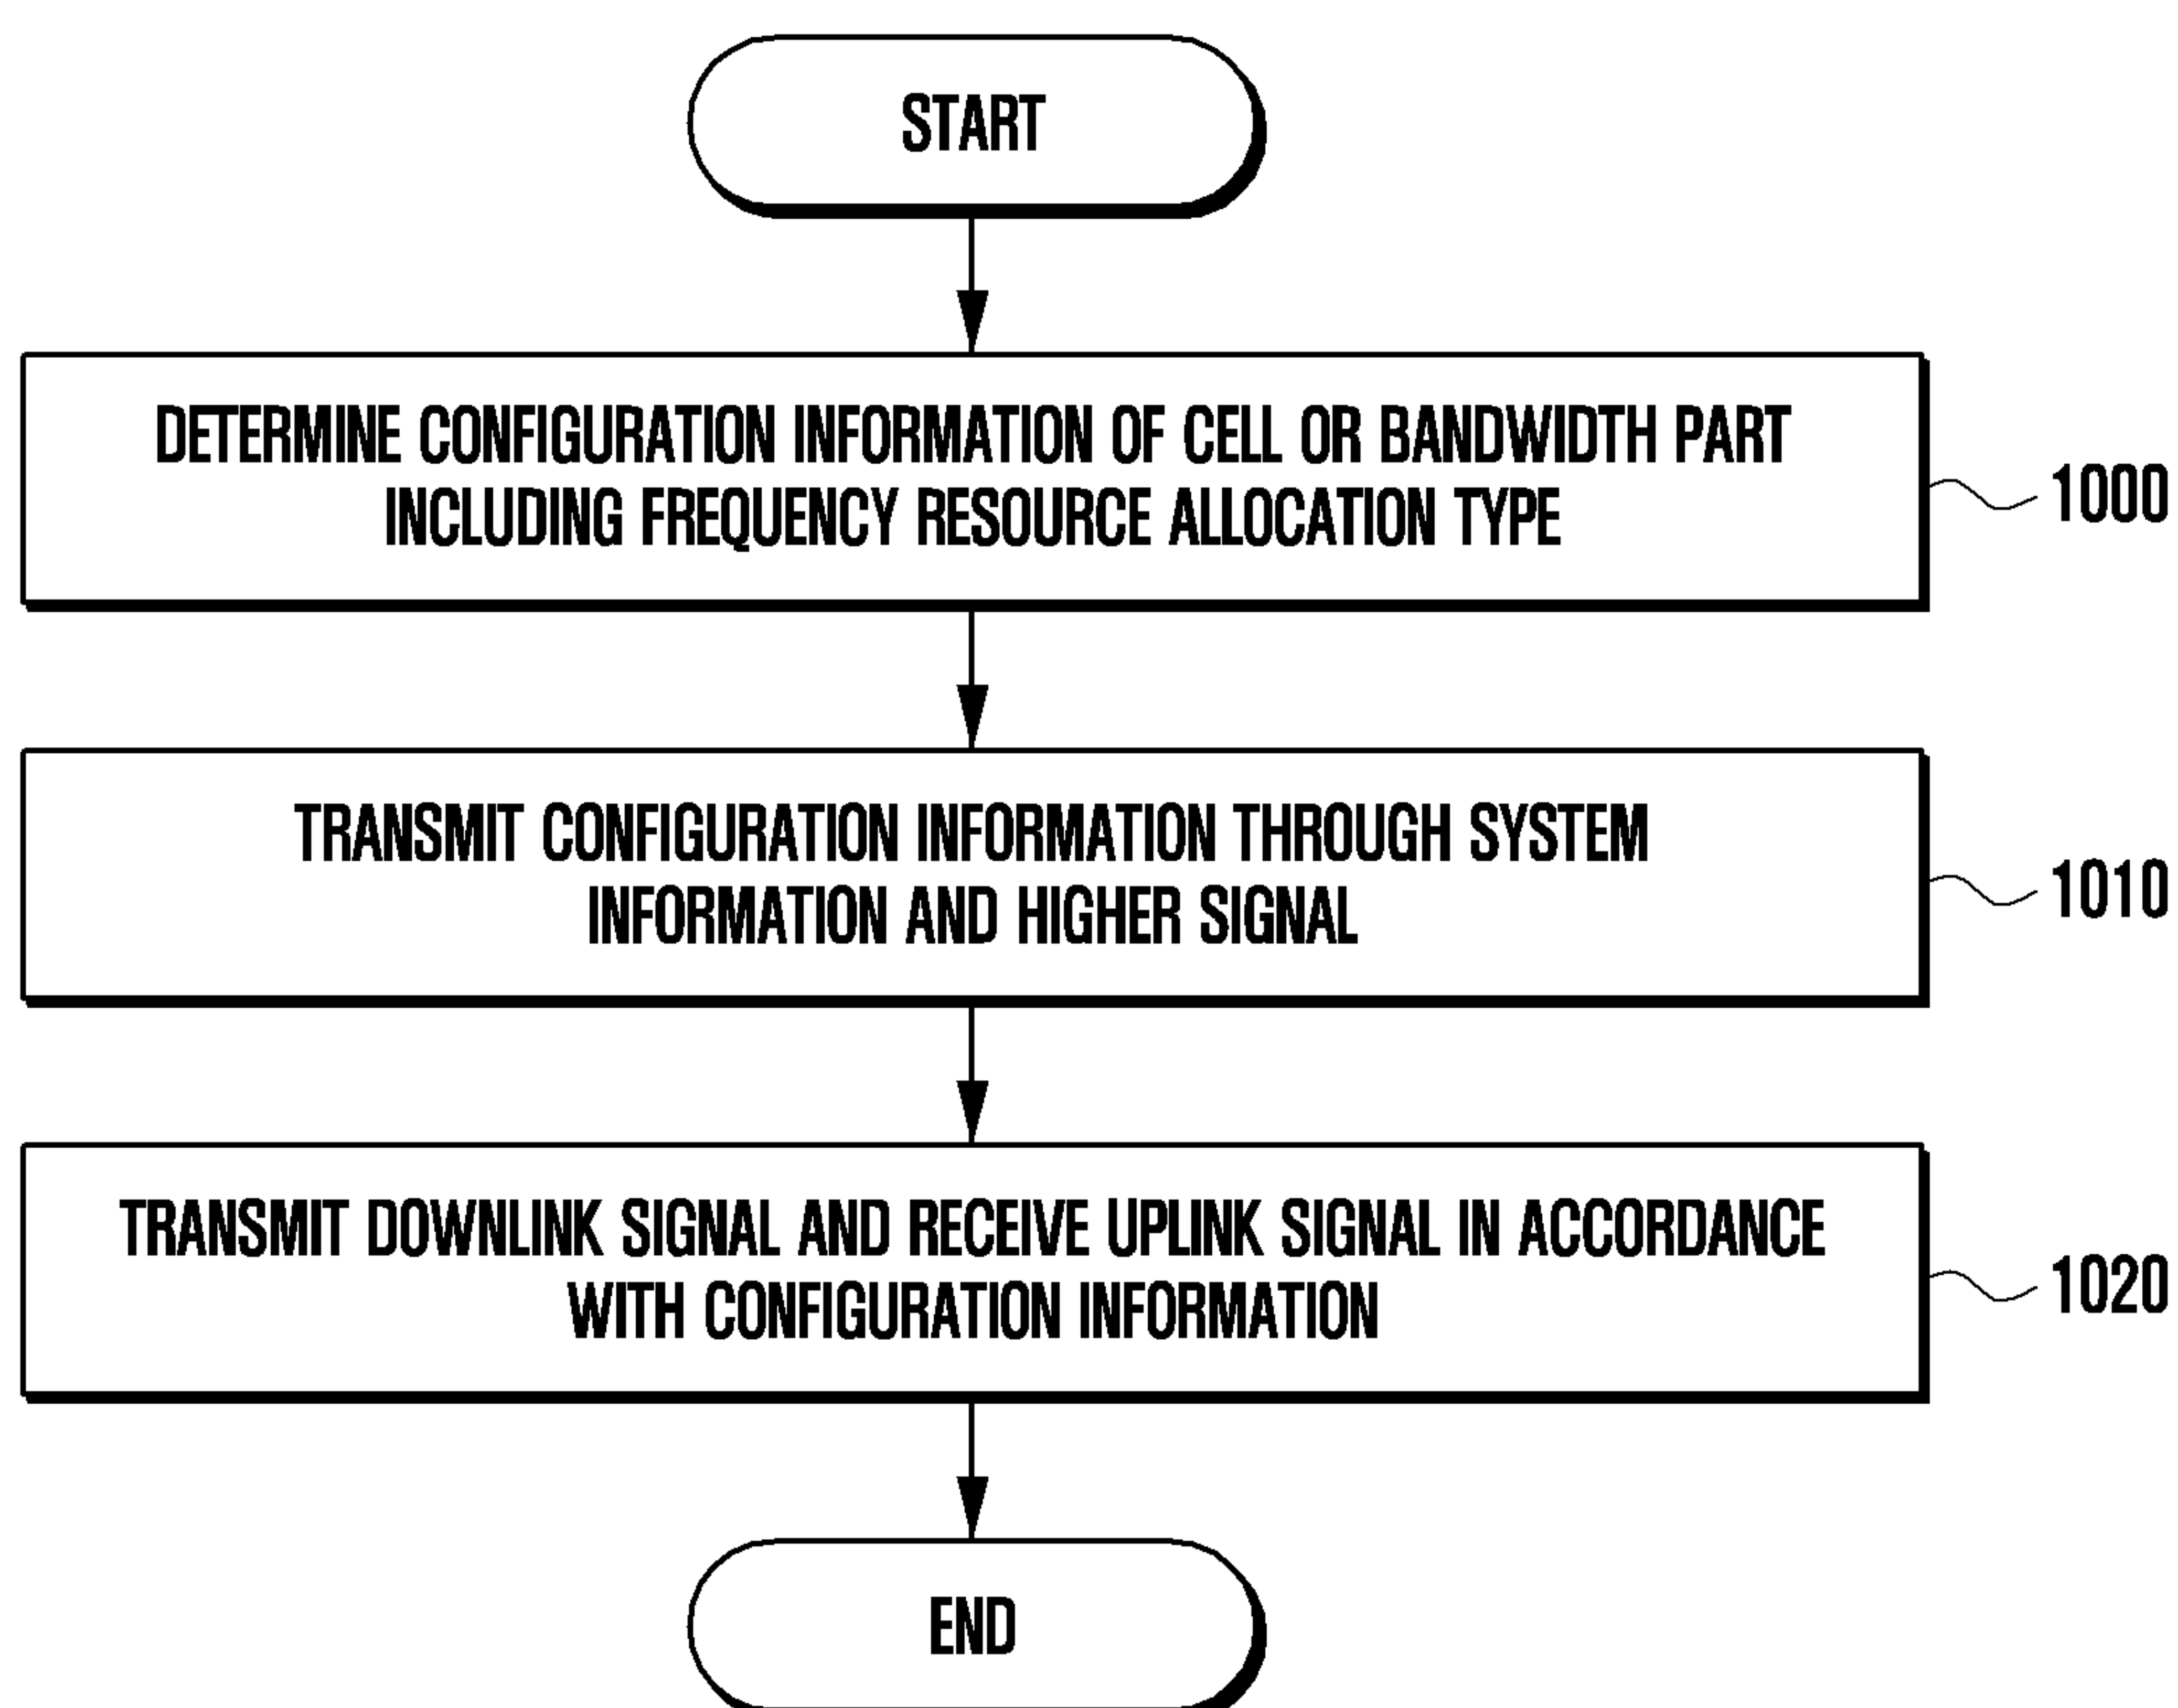 START
DETERMINE CONFIGURATION INFORMATION OF CELL OR BANDWIDTH PART
INCLUDING FREQUENCY RESOURCE ALLOCATION TYPE
1000
TRANSMIT CONFIGURATION INFORMATION THROUGH SYSTEM
INFORMATION AND HIGHER SIGNAL
1010
TRANSMIT DOWNLINK SIGNAL AND RECEIVE UPLINK SIGNAL IN ACCORDANCE
WITH CONFIGURATION INFORMATION
1020
END